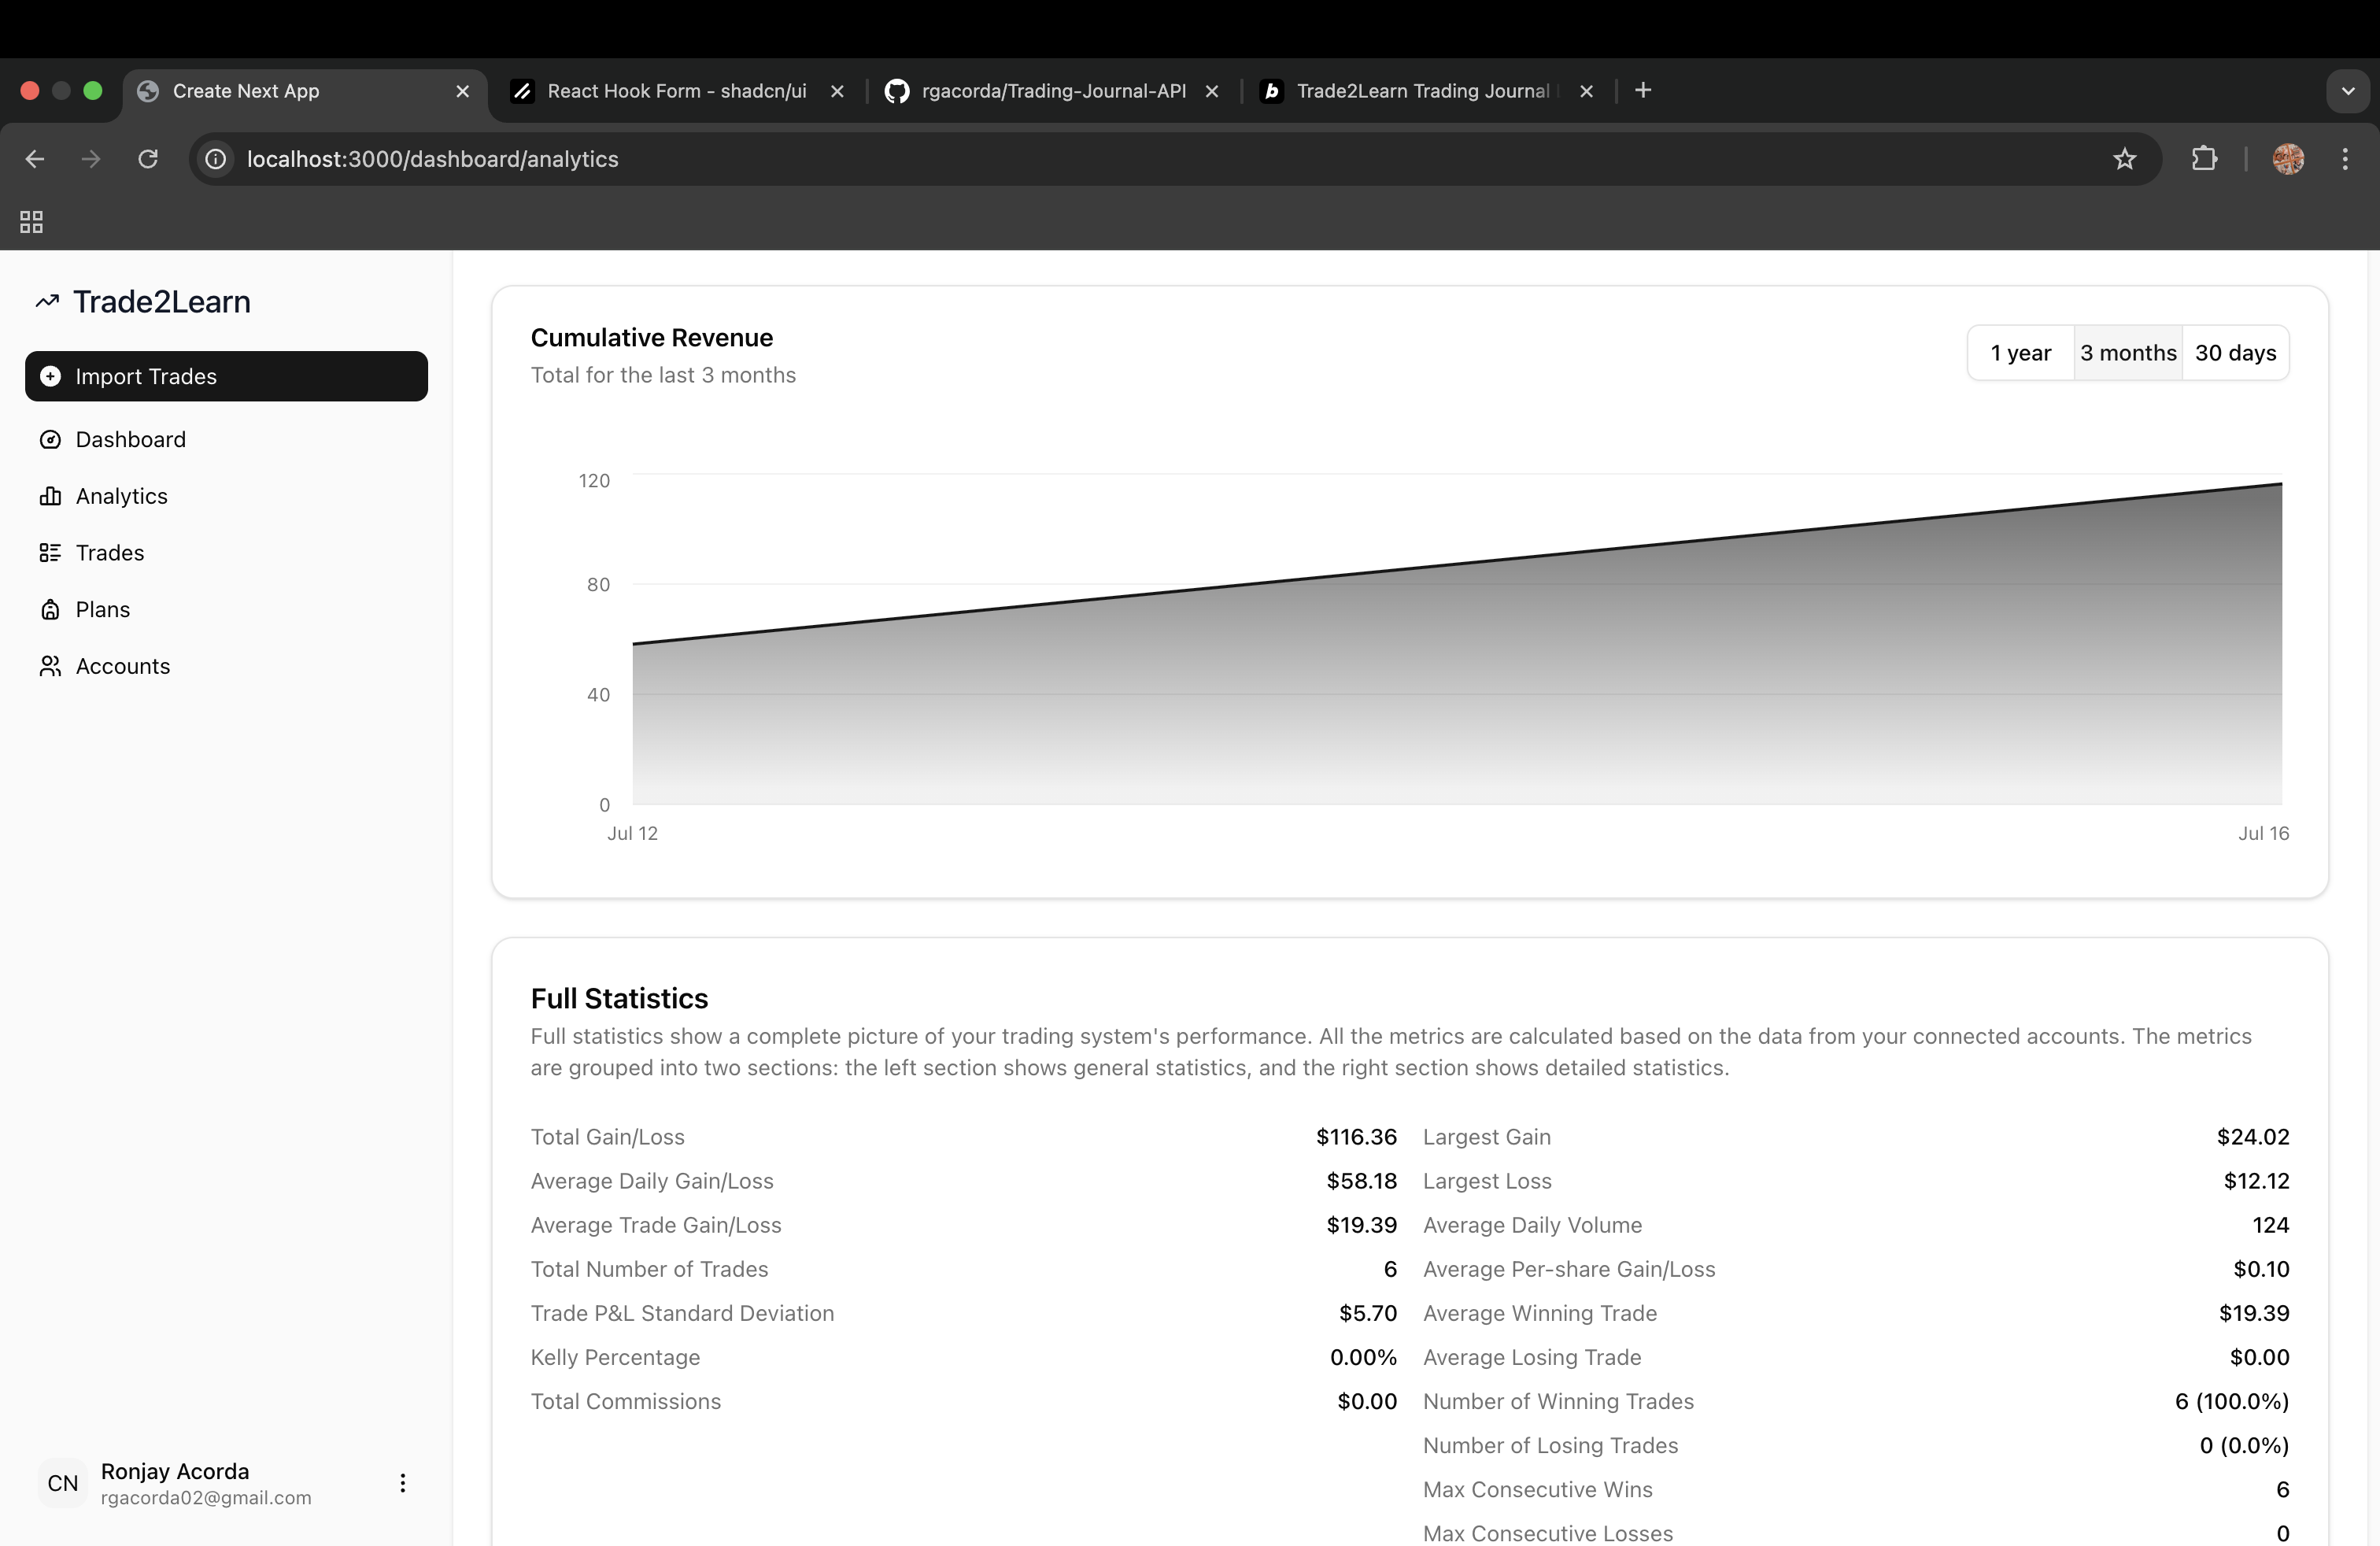 Create Next App
React Hook Form - shadcn/ui
rgacorda/Trading-Journal-API
Trade2Learn Trading Journal
localhost:3000/dashboard/analytics
Trade2Learn
Import Trades
Dashboard
Analytics
Trades
Plans
Accounts
CN
Ronjay Acorda
rgacorda02@gmail.com
Cumulative Revenue
Total for the last 3 months
1 year
3 months
30 days
120
80
40
0
Jul 12
Jul 16
Full Statistics
Full statistics show a complete picture of your trading system's performance. All the metrics are calculated based on the data from your connected accounts. The metrics
are grouped into two sections: the left section shows general statistics, and the right section shows detailed statistics.
Total Gain/Loss $116.36
Average Daily Gain/Loss $58.18
Average Trade Gain/Loss $19.39
Total Number of Trades 6
Trade P&L Standard Deviation $5.70
Kelly Percentage 0.00%
Total Commissions $0.00
Largest Gain $24.02
Largest Loss $12.12
Average Daily Volume 124
Average Per-share Gain/Loss $0.10
Average Winning Trade $19.39
Average Losing Trade $0.00
Number of Winning Trades 6 (100.0%)
Number of Losing Trades 0 (0.0%)
Max Consecutive Wins 6
Max Consecutive Losses 0